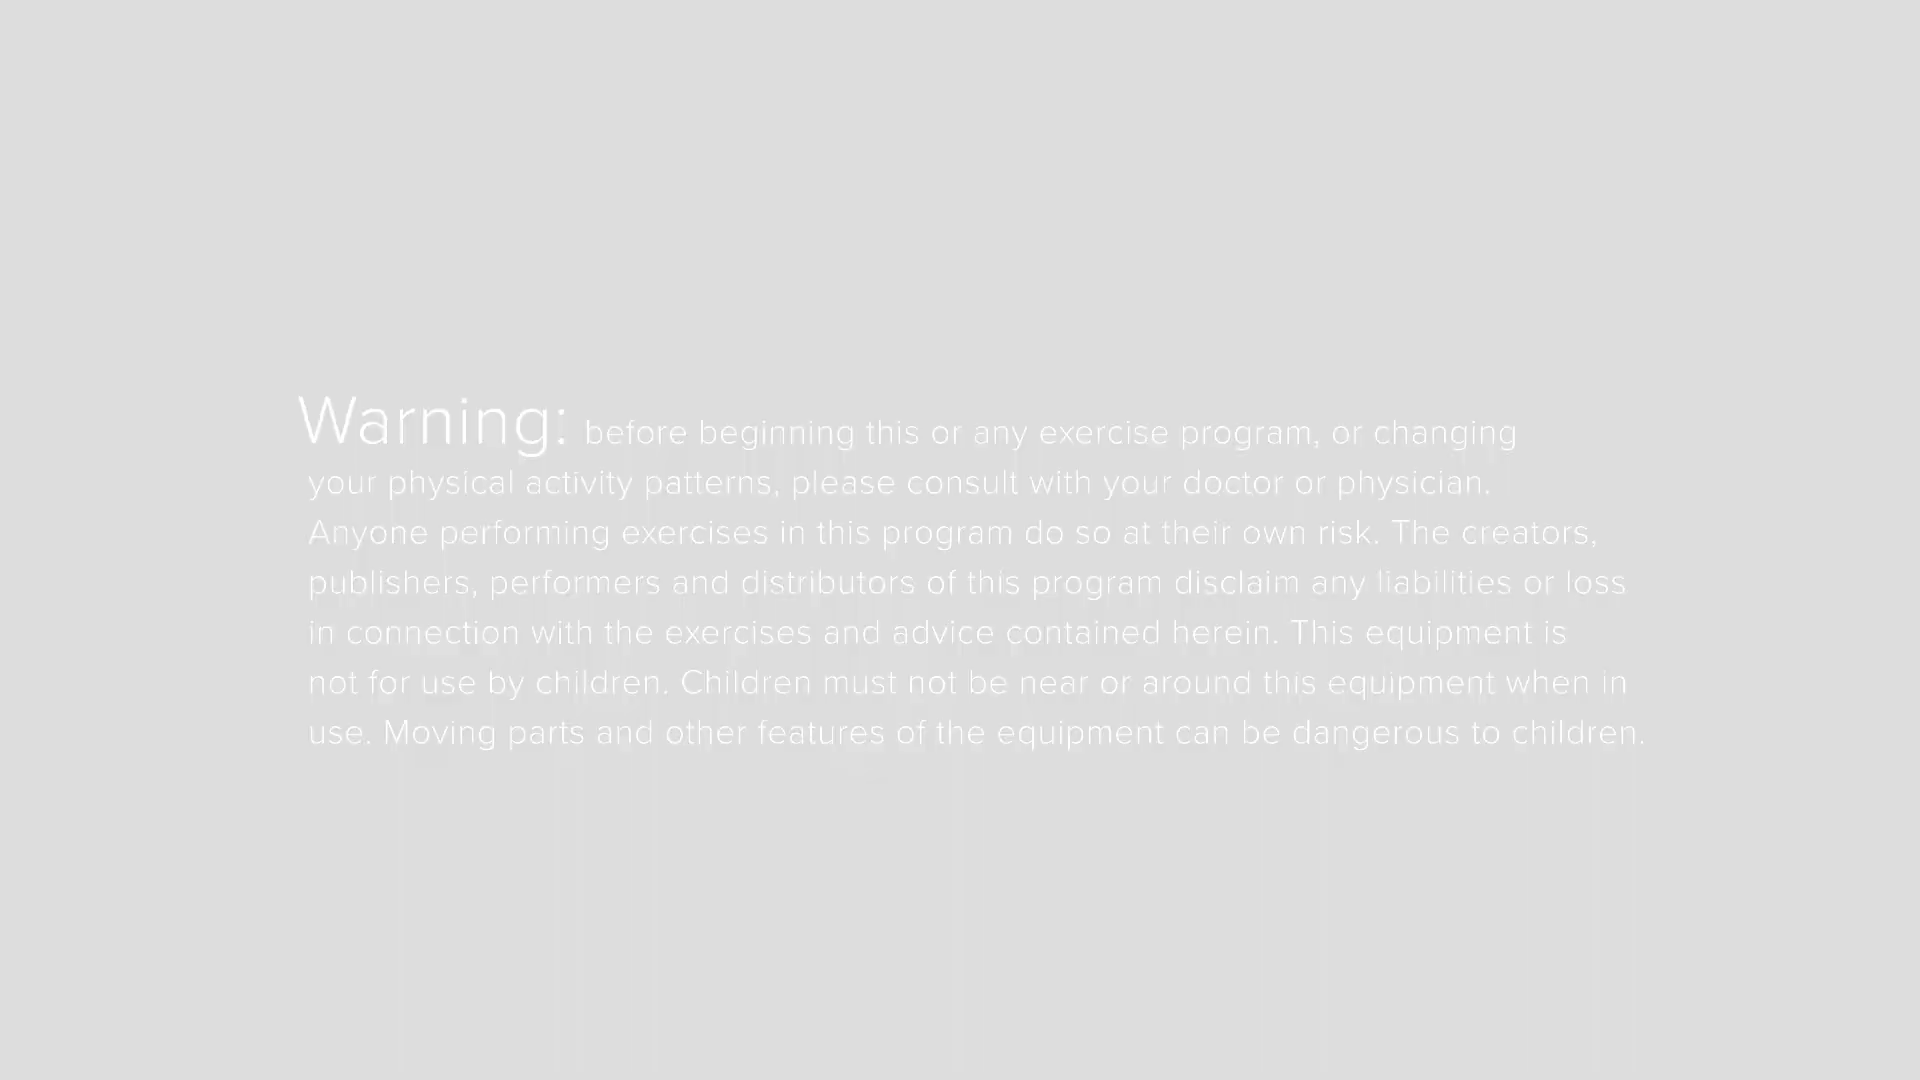 Warning: before beginning this or any exercise program, or changing
your physical activity patterns, please consult with your doctor or physician.
Anyone performing exercises in this program do so at their own risk. The creators,
publishers, performers and distributors of this program disclaim any liabilities or loss
in connection with the exercises and advice contained herein. This equipment is
not for use by children. Children must not be near or around this equipment when in
use. Moving parts and other features of the equipment can be dangerous to children.